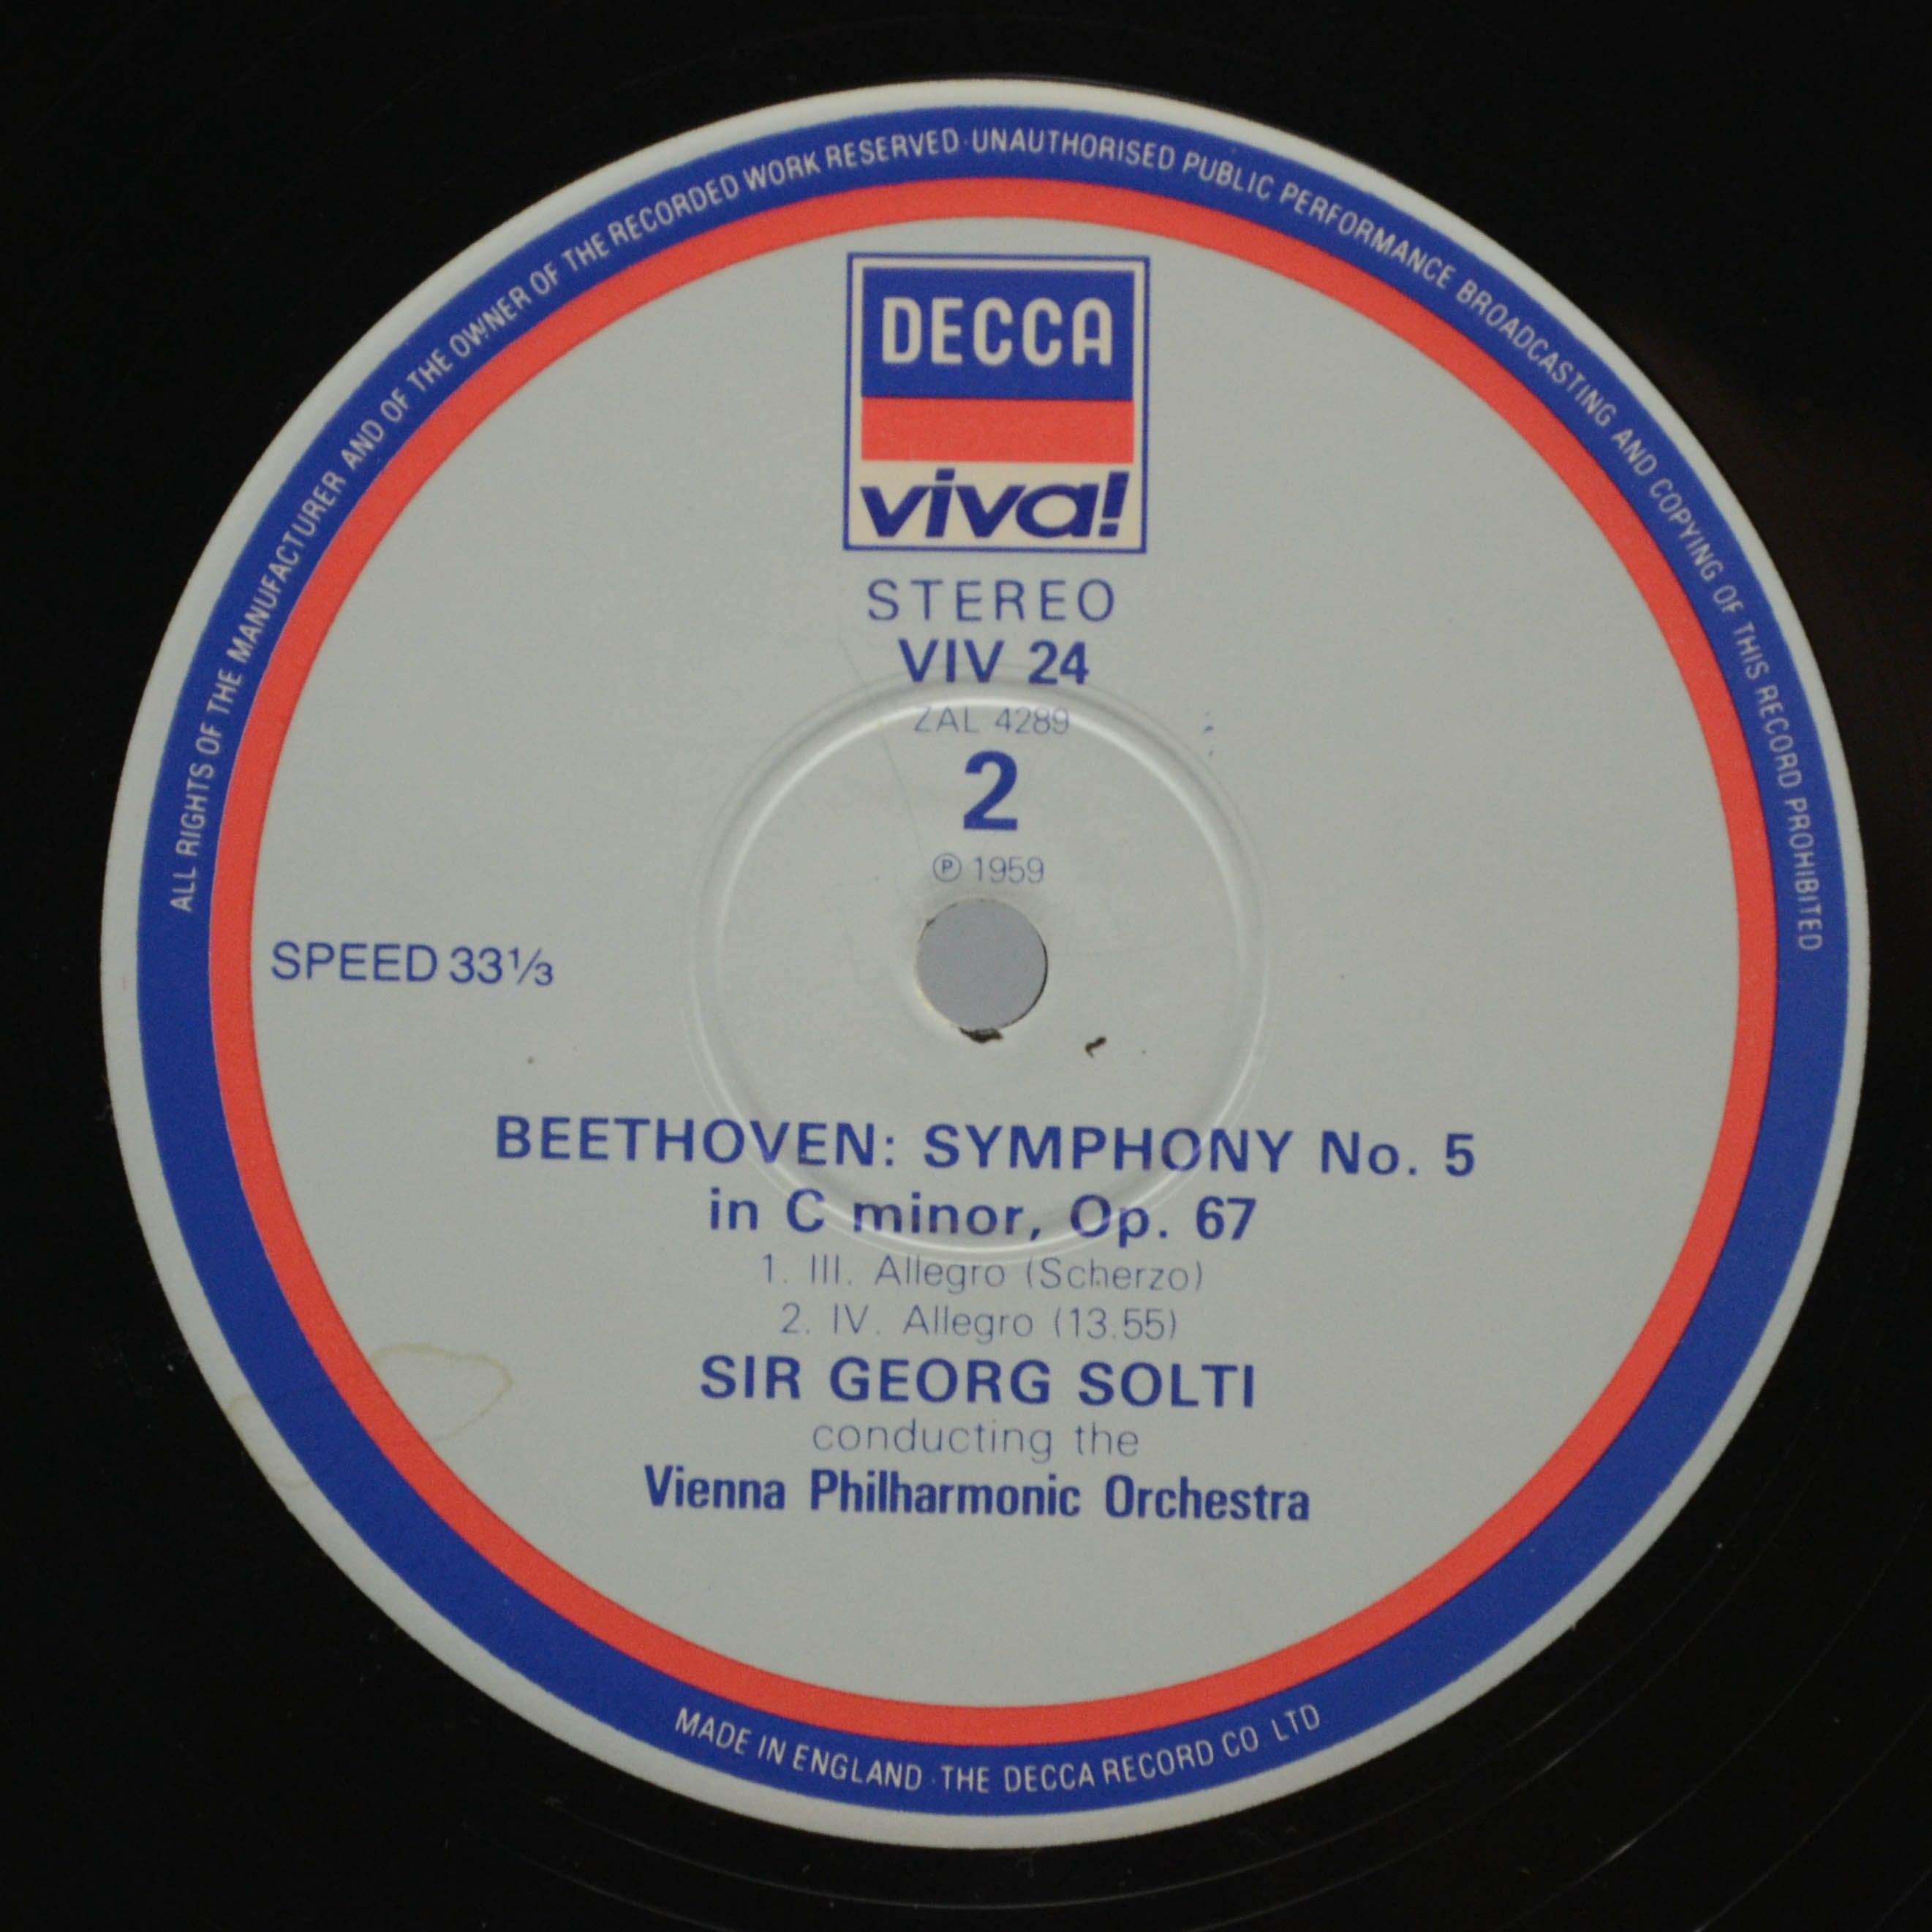 ALL RIGHTS OF THE MANUFACTURER AND OF THE OWNER OF THE RECORDED WORK RESERVED·UNAUTHORISED PUBLIC PERFORMANCE BROADCASTING AND COPYING OF THIS RECORD PROHIBITED
DECCA
viva!
STEREO
VIV 24
ZAL 4289
2
℗ 1959
SPEED 33⅓
BEETHOVEN: SYMPHONY No. 5
in C minor, Op. 67
1. III. Allegro (Scherzo)
2. IV. Allegro (13.55)
SIR GEORG SOLTI
conducting the
Vienna Philharmonic Orchestra
MADE IN ENGLAND·THE DECCA RECORD CO. LTD